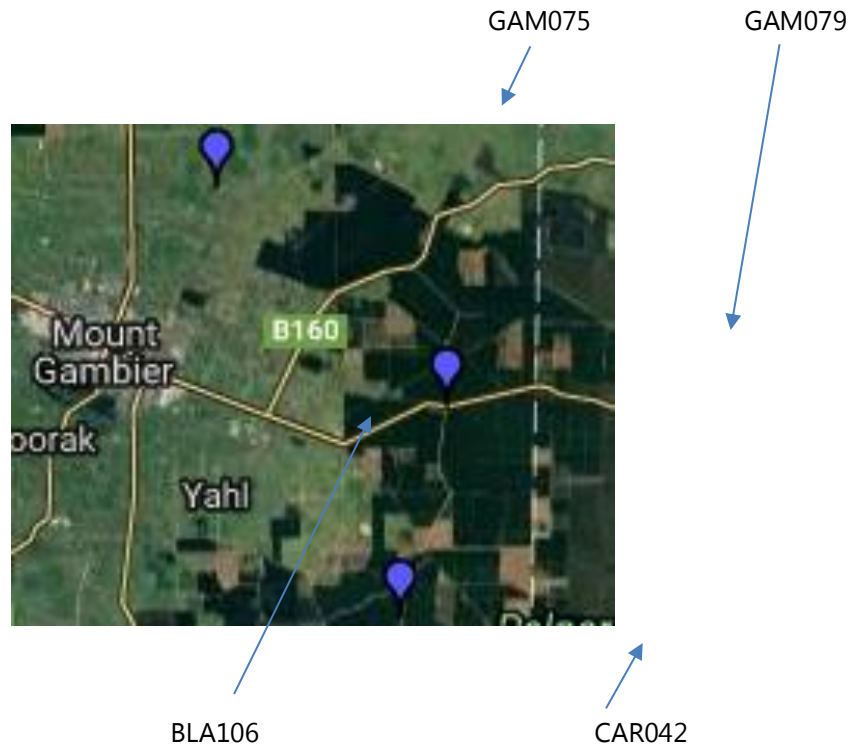 GAM075
GAM079
B160
Mount
Gambier
oorak
Yahl
BLA106
CAR042